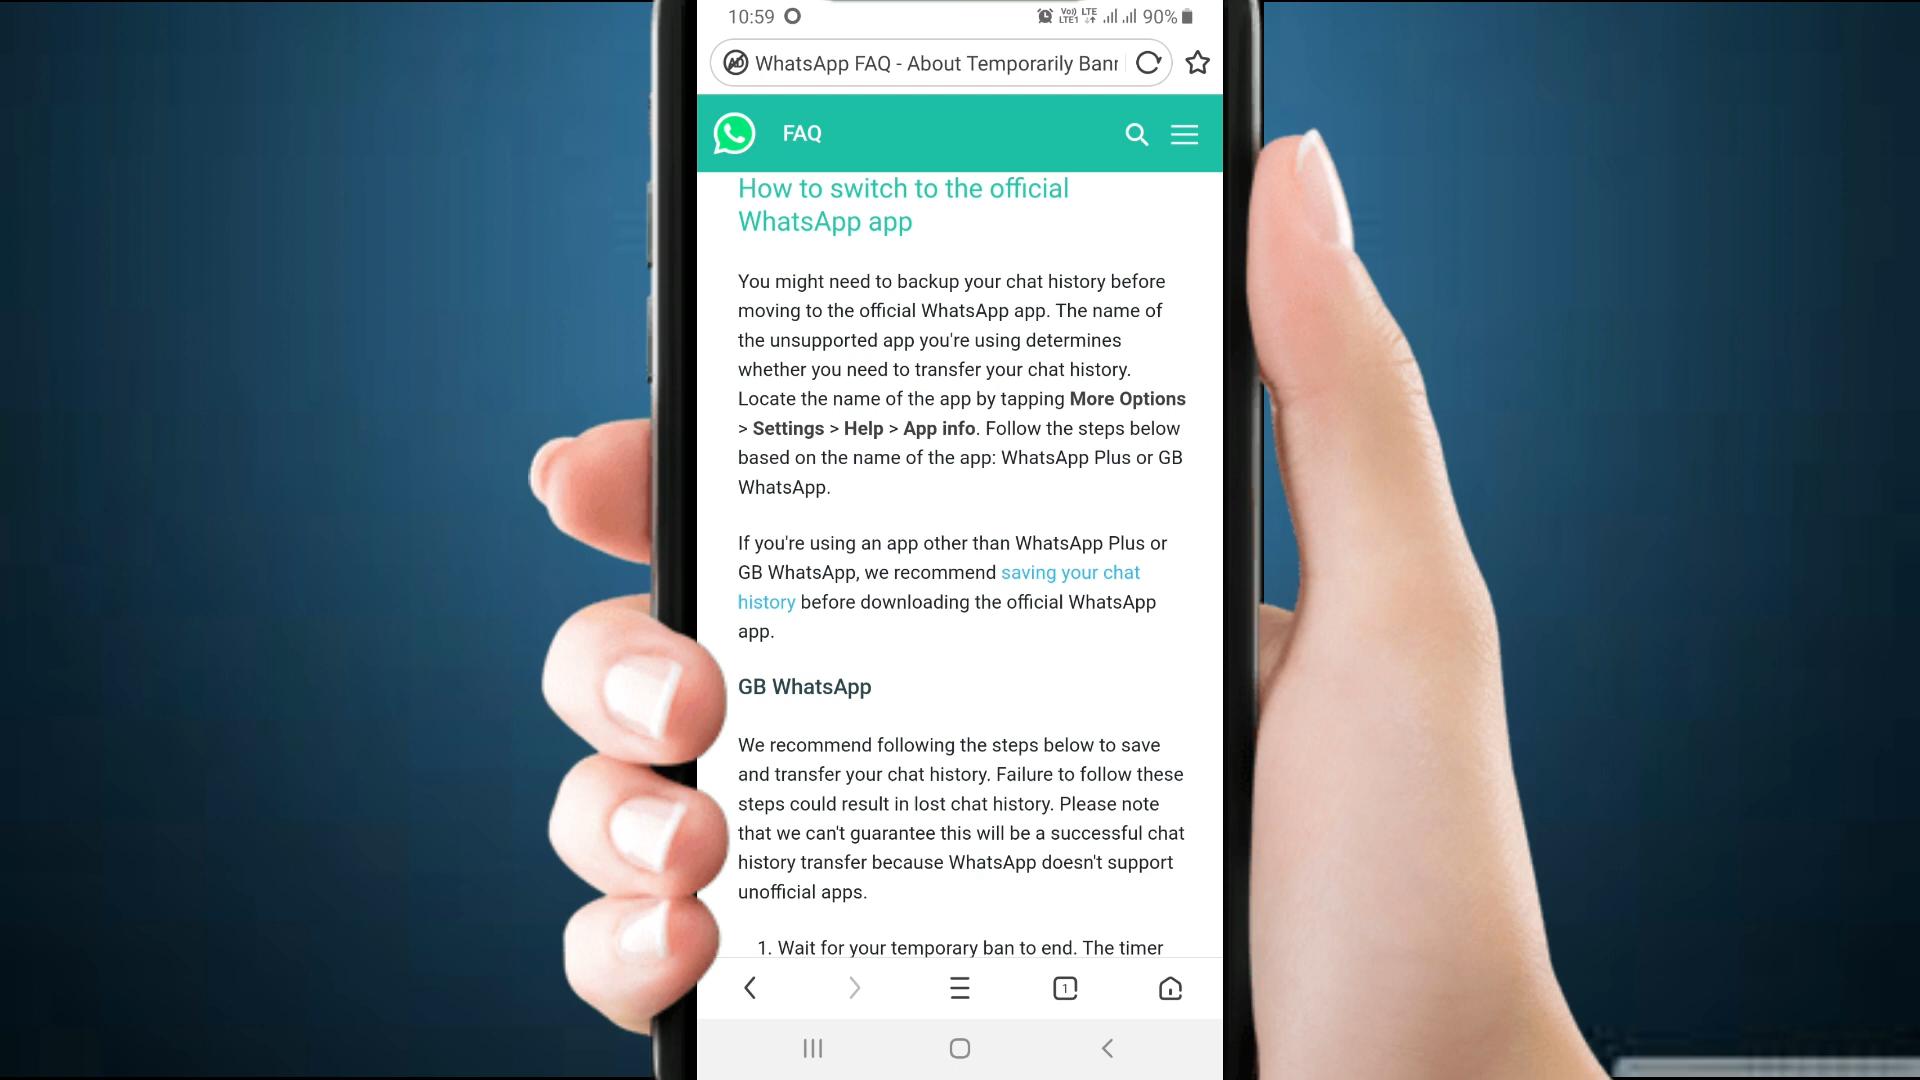 10:59
Vo)) LTE
LTE1
90%
WhatsApp FAQ - About Temporarily Banr
FAQ
How to switch to the official
WhatsApp app
You might need to backup your chat history before
moving to the official WhatsApp app. The name of
the unsupported app you're using determines
whether you need to transfer your chat history.
Locate the name of the app by tapping More Options
> Settings > Help > App info. Follow the steps below
based on the name of the app: WhatsApp Plus or GB
WhatsApp.
If you're using an app other than WhatsApp Plus or
GB WhatsApp, we recommend saving your chat
history before downloading the official WhatsApp
app.
GB WhatsApp
We recommend following the steps below to save
and transfer your chat history. Failure to follow these
steps could result in lost chat history. Please note
that we can't guarantee this will be a successful chat
history transfer because WhatsApp doesn't support
unofficial apps.
1. Wait for your temporary ban to end. The timer
1